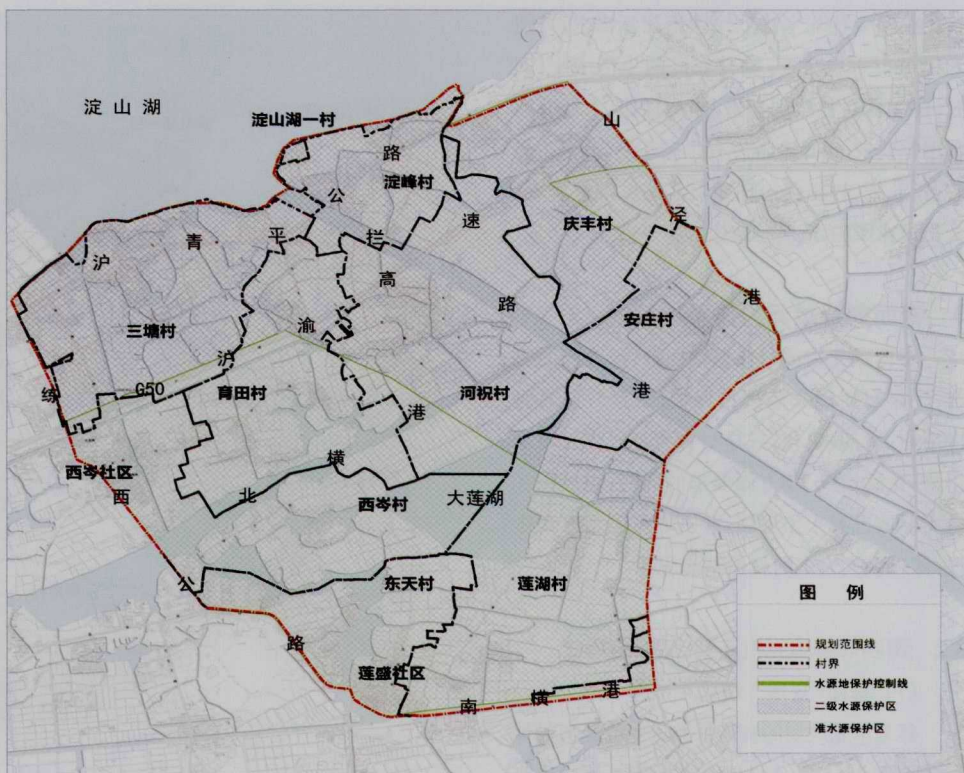 淀山湖
淀山湖一村
山
路
淀峰村
公
泾
速
庆丰村
青
平
拦
沪
高
港
路
安庄村
三塘村
渝
沪
G50
育田村
河祝村
港
练
港
横
西岑社区
西
北
西岑村
大莲湖
公
东天村
莲湖村
路
莲盛社区
南
横
港
图 例
规划范围线
村界
水源地保护控制线
二级水源保护区
准水源保护区